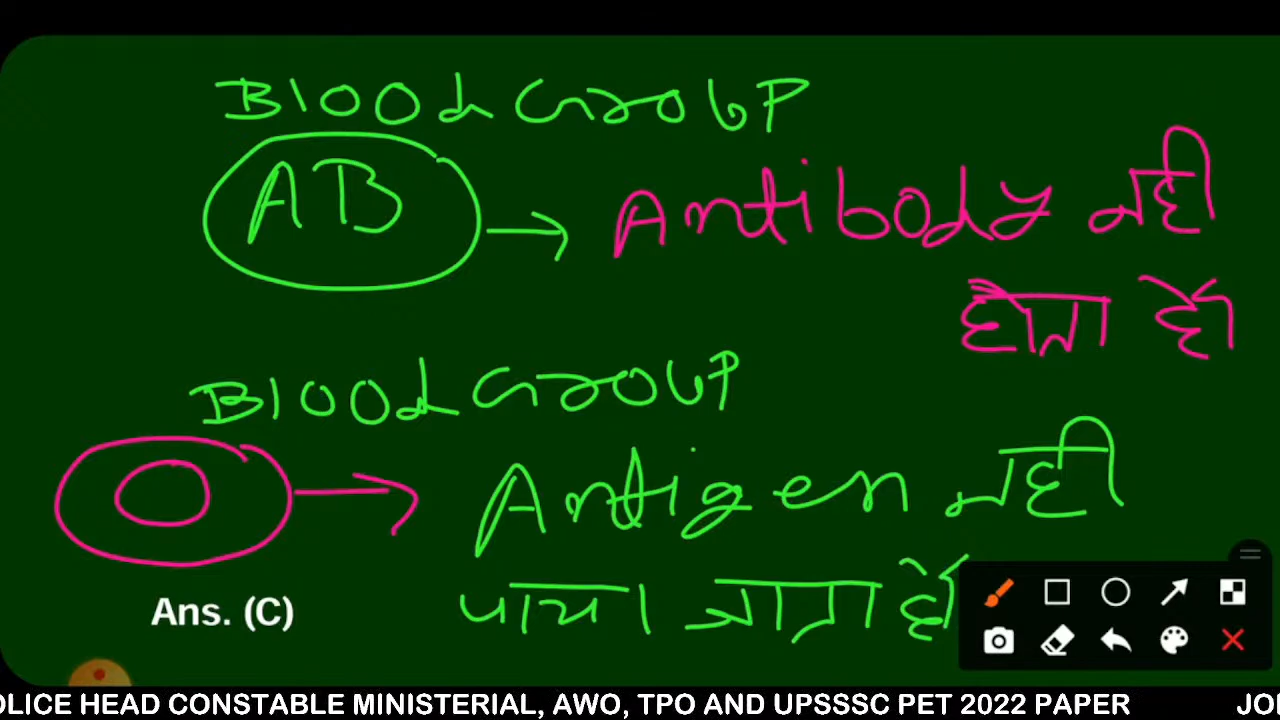 Blood Group
AB → Antibody नहीं
होता है
Blood Group
O → Antigen नहीं
पाया जाता है
Ans. (C)
OLICE HEAD CONSTABLE MINISTERIAL, AWO, TPO AND UPSSSC PET 2022 PAPER JO